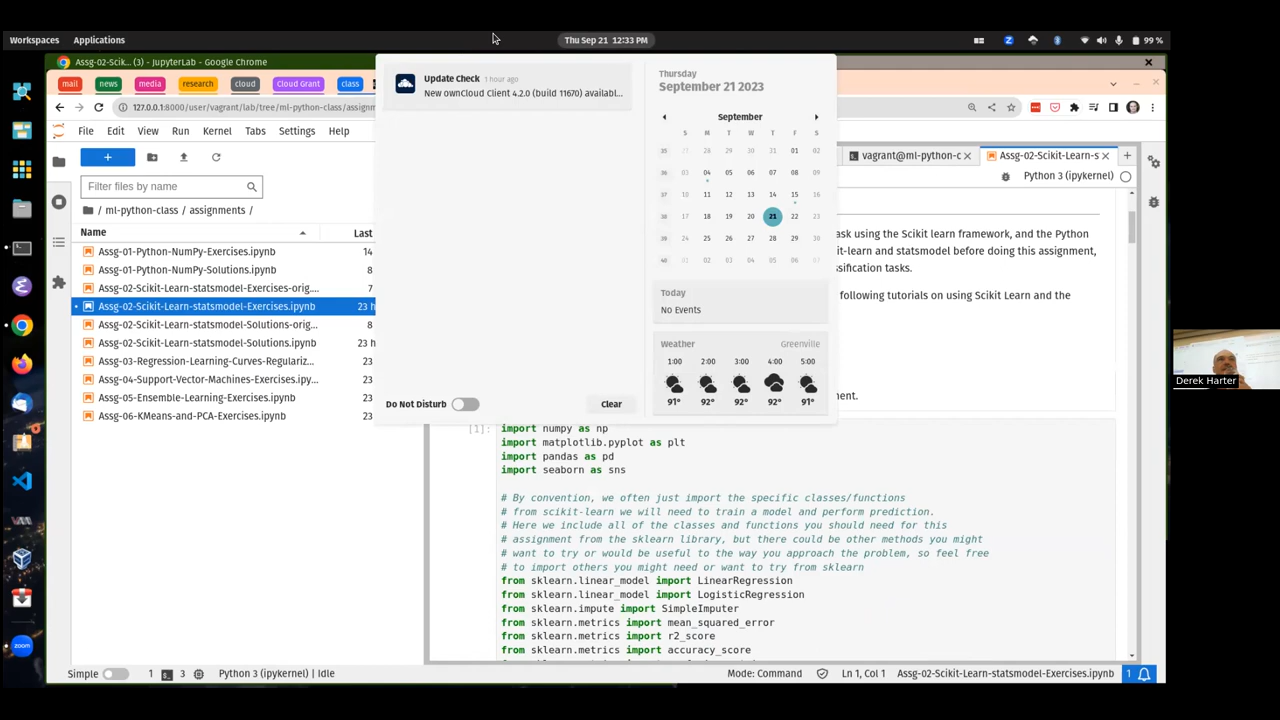 Workspaces Applications Thu Sep 21 12:33 PM 99 %
Assg-02-Scik... (3) - JupyterLab - Google Chrome
mail news media research cloud Cloud Grant class
127.0.0.1:8000/user/vagrant/lab/tree/ml-python-class/assignm
File Edit View Run Kernel Tabs Settings Help
Filter files by name
/ ml-python-class / assignments /
Name Last
Assg-01-Python-NumPy-Exercises.ipynb 14
Assg-01-Python-NumPy-Solutions.ipynb 8
Assg-02-Scikit-Learn-statsmodel-Exercises-orig.... 7
Assg-02-Scikit-Learn-statsmodel-Exercises.ipynb 23 h
Assg-02-Scikit-Learn-statsmodel-Solutions-orig... 8
Assg-02-Scikit-Learn-statsmodel-Solutions.ipynb 23 h
Assg-03-Regression-Learning-Curves-Regulariz... 23
Assg-04-Support-Vector-Machines-Exercises.ipy... 23
Assg-05-Ensemble-Learning-Exercises.ipynb 23
Assg-06-KMeans-and-PCA-Exercises.ipynb 23
Update Check 1 hour ago
New ownCloud Client 4.2.0 (build 11670) availabl...
Do Not Disturb Clear
Thursday
September 21 2023
September
S M T W T F S
35 27 28 29 30 31 01 02
36 03 04 05 06 07 08 09
37 10 11 12 13 14 15 16
38 17 18 19 20 21 22 23
39 24 25 26 27 28 29 30
40 01 02 03 04 05 06 07
Today
No Events
Weather Greenville
1:00 2:00 3:00 4:00 5:00
91° 92° 92° 92° 91°
vagrant@ml-python-c Assg-02-Scikit-Learn-s
Python 3 (ipykernel)
ask using the Scikit learn framework, and the Python
it-learn and statsmodel before doing this assignment,
ssification tasks.
following tutorials on using Scikit Learn and the
ment.
[1]: import numpy as np
import matplotlib.pyplot as plt
import pandas as pd
import seaborn as sns
# By convention, we often just import the specific classes/functions
# from scikit-learn we will need to train a model and perform prediction.
# Here we include all of the classes and functions you should need for this
# assignment from the sklearn library, but there could be other methods you might
# want to try or would be useful to the way you approach the problem, so feel free
# to import others you might need or want to try from sklearn
from sklearn.linear_model import LinearRegression
from sklearn.linear_model import LogisticRegression
from sklearn.impute import SimpleImputer
from sklearn.metrics import mean_squared_error
from sklearn.metrics import r2_score
from sklearn.metrics import accuracy_score
Simple 1 3 Python 3 (ipykernel) | Idle Mode: Command Ln 1, Col 1 Assg-02-Scikit-Learn-statsmodel-Exercises.ipynb 1
zoom
Derek Harter